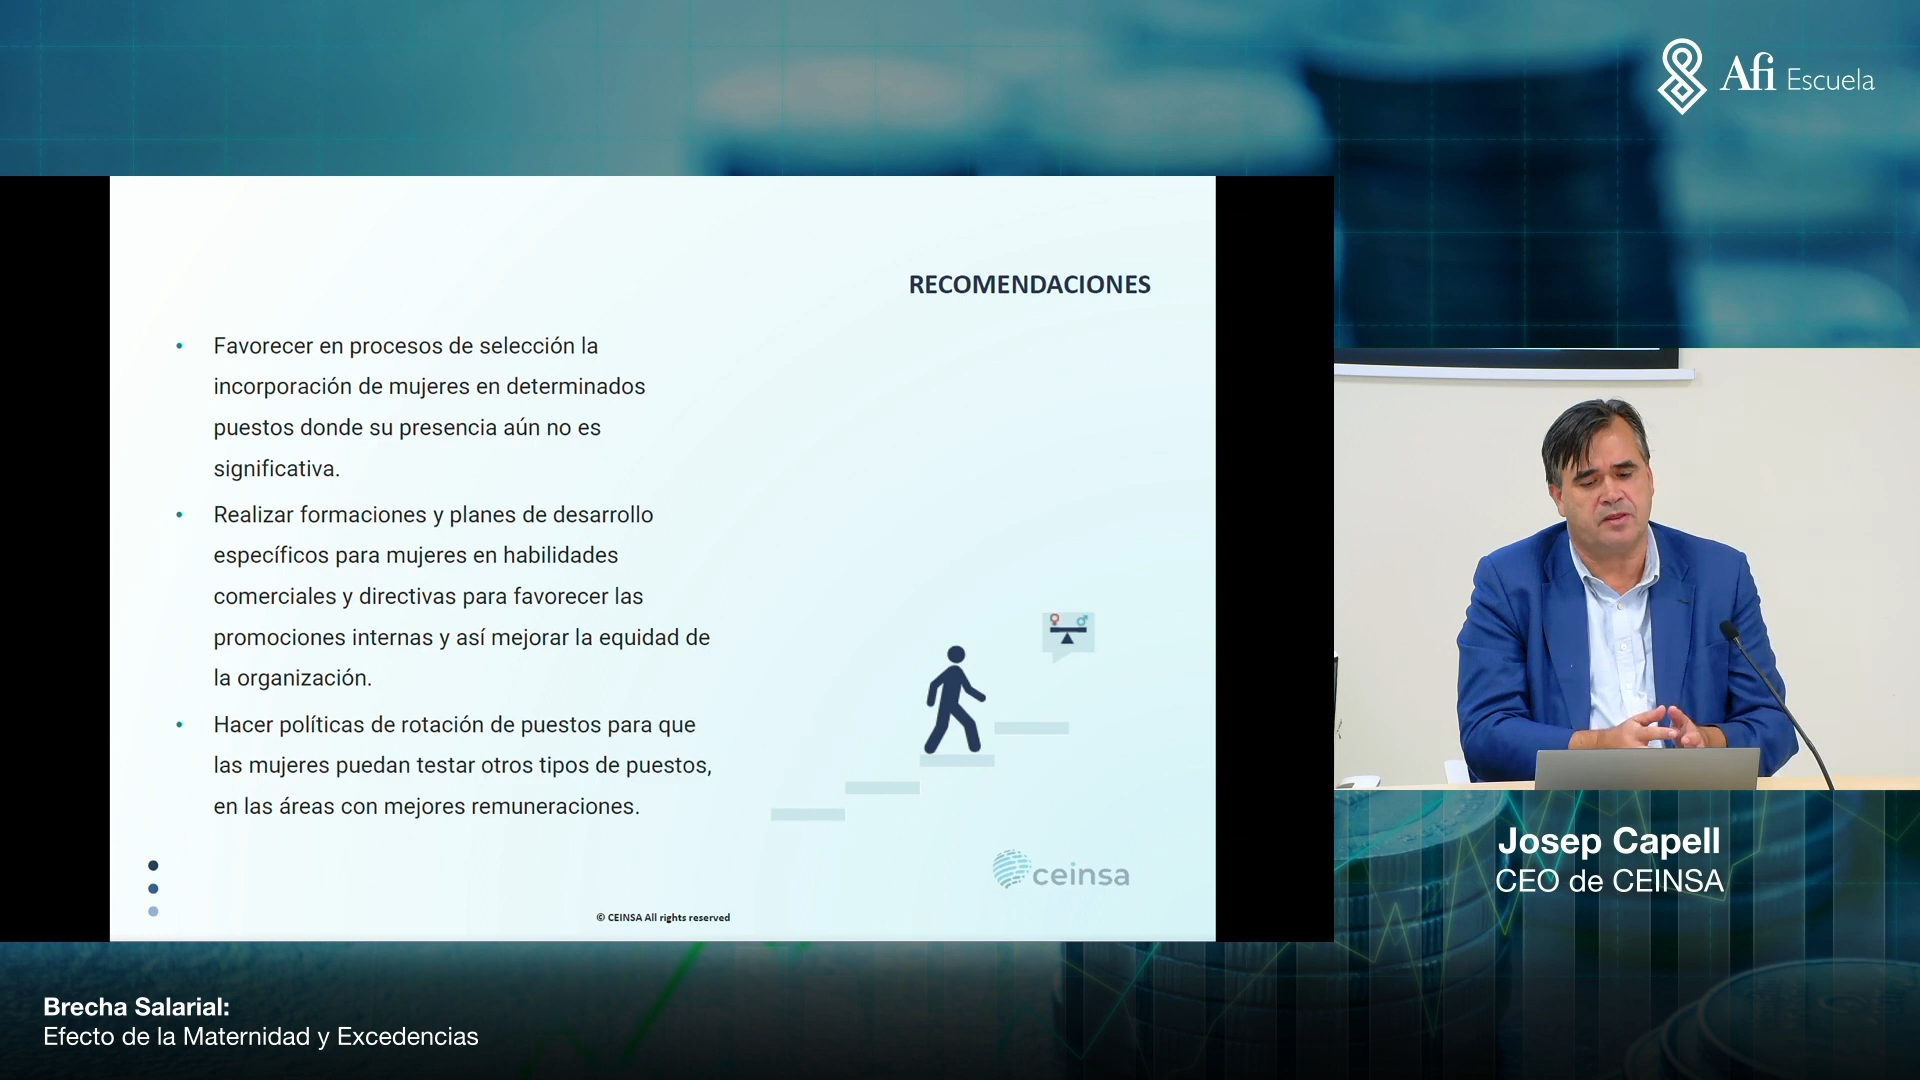 Afi Escuela
RECOMENDACIONES
• Favorecer en procesos de selección la
incorporación de mujeres en determinados
puestos donde su presencia aún no es
significativa.
• Realizar formaciones y planes de desarrollo
específicos para mujeres en habilidades
comerciales y directivas para favorecer las
promociones internas y así mejorar la equidad de
la organización.
• Hacer políticas de rotación de puestos para que
las mujeres puedan testar otros tipos de puestos,
en las áreas con mejores remuneraciones.
ceinsa
© CEINSA All rights reserved
Josep Capell
CEO de CEINSA
Brecha Salarial:
Efecto de la Maternidad y Excedencias